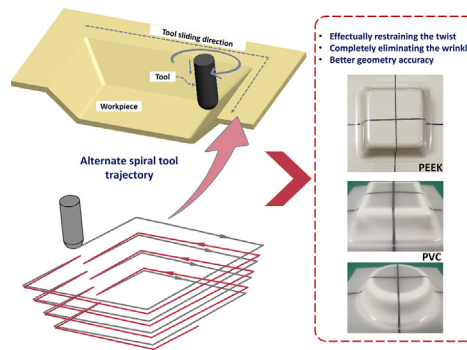 Tool sliding direction
Tool
Workpiece
Alternate spiral tool
trajectory
• Effectually restraining the twist
• Completely eliminating the wrinkl
• Better geometry accuracy
PEEK
PVC